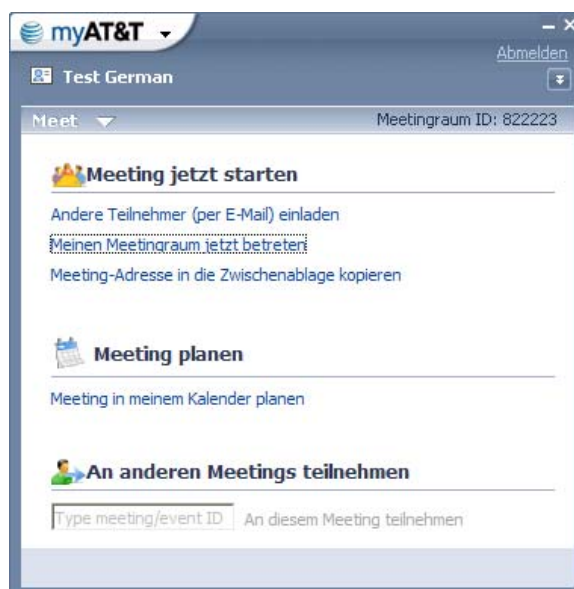 myAT&T
Abmelden
Test German
Meet Meetingraum ID: 822223
Meeting jetzt starten
Andere Teilnehmer (per E-Mail) einladen
Meinen Meetingraum jetzt betreten
Meeting-Adresse in die Zwischenablage kopieren
Meeting planen
Meeting in meinem Kalender planen
An anderen Meetings teilnehmen
Type meeting/event ID An diesem Meeting teilnehmen